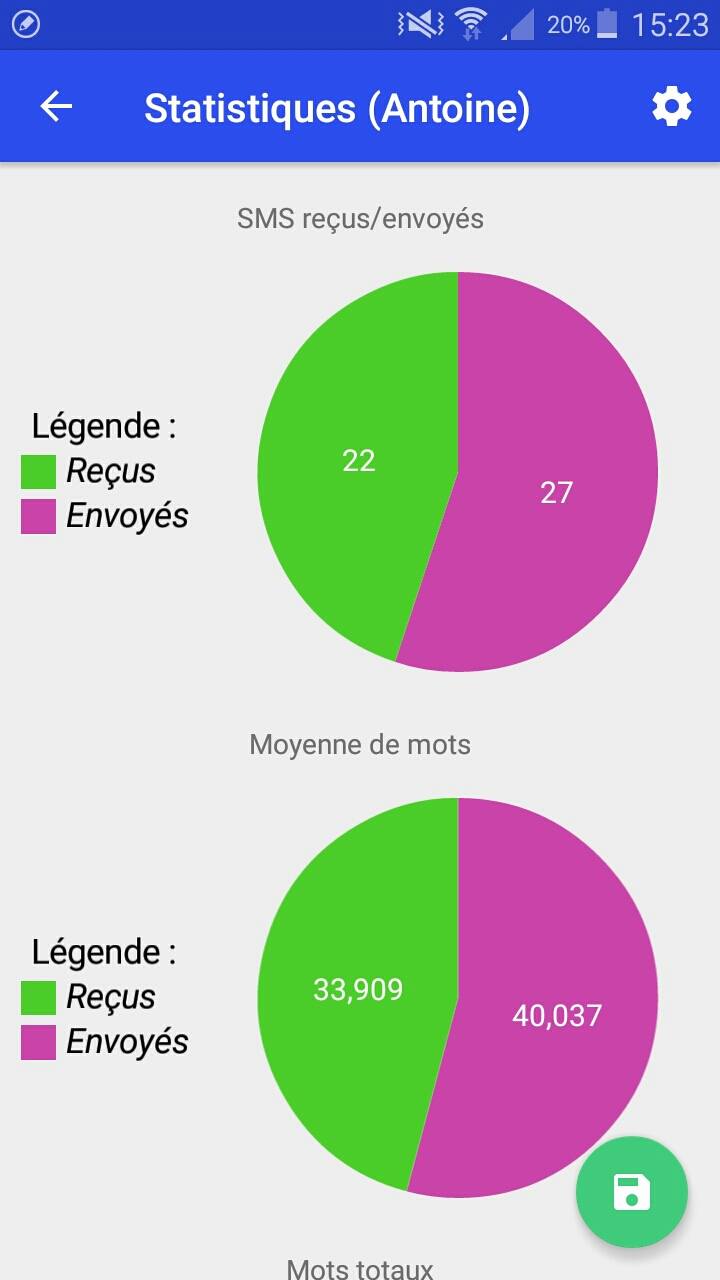 20% 15:23
Statistiques (Antoine)
SMS reçus/envoyés
22
27
Légende :
Reçus
Envoyés
Moyenne de mots
33,909
40,037
Légende :
Reçus
Envoyés
Mots totaux